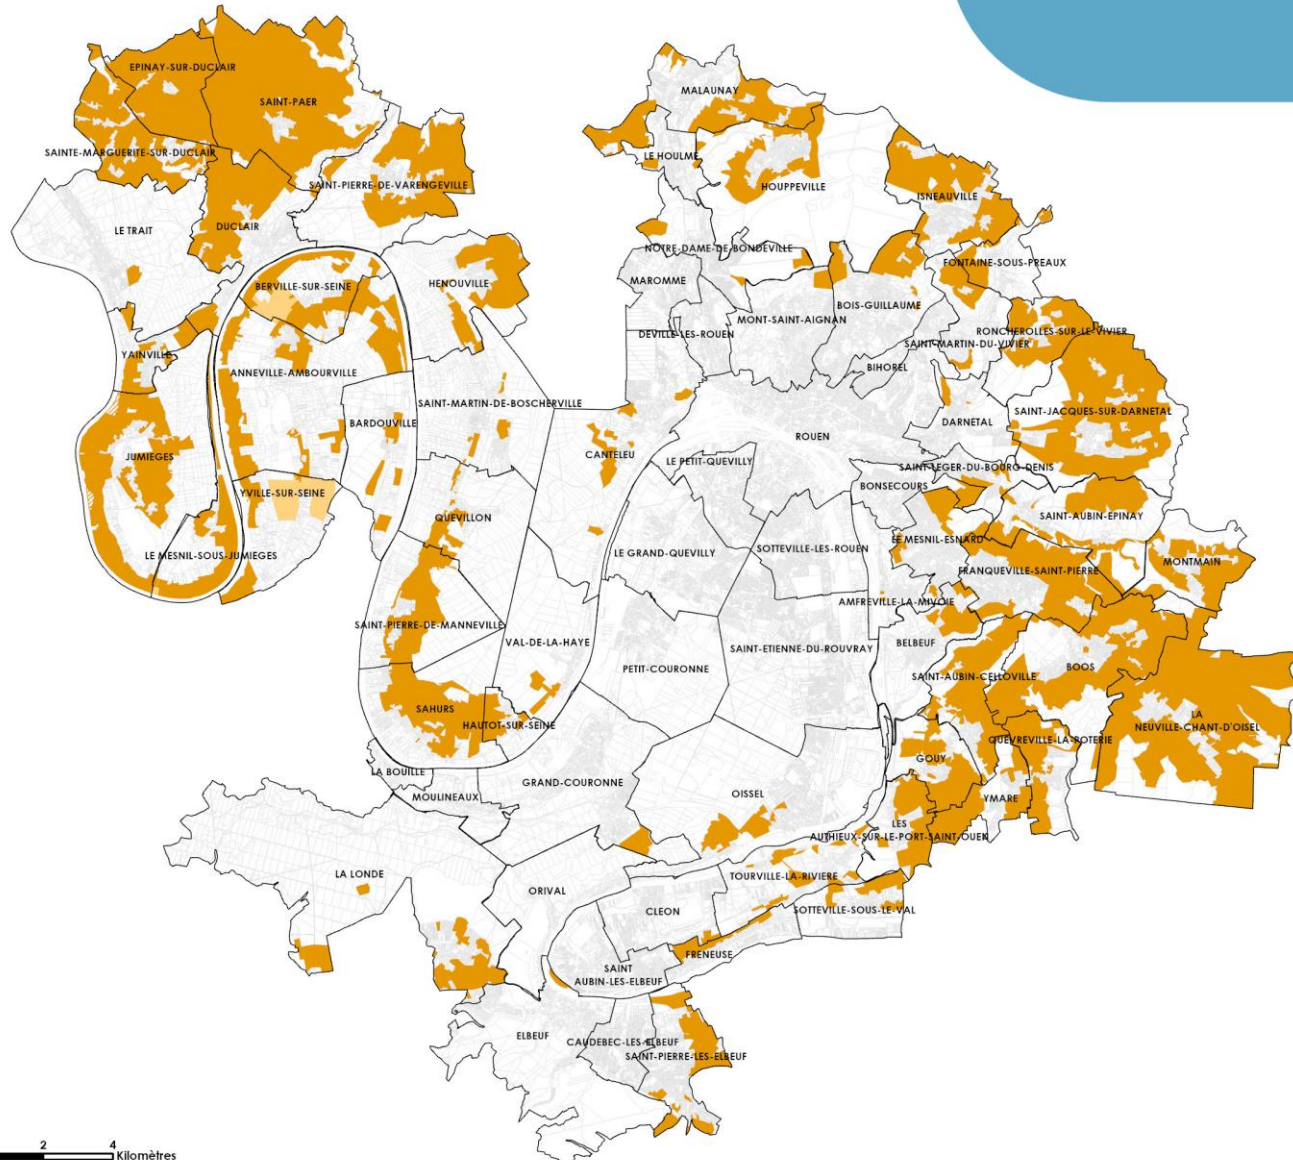 EPINAY-SUR-DUCLAIR
SAINT-PAER
MALAUNAY
SAINTE-MARGUERITE-SUR-DUCLAIR
LE HOULME
SAINT-PIERRE-DE-VARENGEVILLE
HOUPPEVILLE
ISNEAUVILLE
LE TRAIT
DUCLAIR
NOTRE-DAME-DE-BONDEVILLE
FONTAINE-SOUS-PREAUX
BERVILLE-SUR-SEINE
HENOUVILLE
MAROMME
BOIS-GUILLAUME
MONT-SAINT-AIGNAN
DEVILLE-LES-ROUEN
RONCHEROLLES-SUR-LE-VIVIER
SAINT-MARTIN-DU-VIVIER
YAINVILLE
ANNEVILLE-AMBOURVILLE
BIHOREL
SAINT-MARTIN-DE-BOSCHERVILLE
SAINT-JACQUES-SUR-DARNETAL
BARDOUVILLE
DARNETAL
ROUEN
JUMIEGES
CANTELEU
LE PETIT-QUEVILLY
SAINT-LEGER-DU-BOURG-DENIS
BONSECOURS
YVILLE-SUR-SEINE
QUEVILLON
SAINT-AUBIN-EPINAY
LE MESNIL-ESNARD
LE MESNIL-SOUS-JUMIEGES
LE GRAND-QUEVILLY
SOTTEVILLE-LES-ROUEN
MONTMAIN
FRANQUEVILLE-SAINT-PIERRE
AMFREVILLE-LA-MIVOIE
SAINT-PIERRE-DE-MANNEVILLE
VAL-DE-LA-HAYE
SAINT-ETIENNE-DU-ROUVRAY
BELBEUF
PETIT-COURONNE
BOOS
SAINT-AUBIN-CELLOVILLE
SAHURS
HAUTOT-SUR-SEINE
LA
NEUVILLE-CHANT-D'OISEL
QUEVREVILLE-LA-POTERIE
GOUY
LA BOUILLE
GRAND-COURONNE
MOULINEAUX
OISSEL
YMARE
LES
AUTHIEUX-SUR-LE-PORT-SAINT-OUEN
LA LONDE
TOURVILLE-LA-RIVIERE
ORIVAL
CLEON
SOTTEVILLE-SOUS-LE-VAL
FRENEUSE
SAINT
AUBIN-LES-ELBEUF
ELBEUF
CAUDEBEC-LES-ELBEUF
SAINT-PIERRE-LES-ELBEUF
2 4
Kilomètres